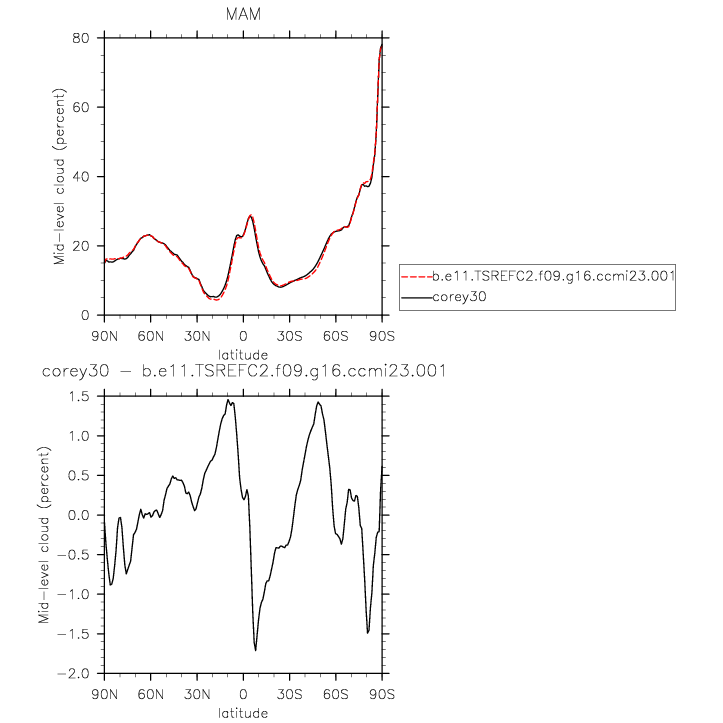 MAM
Mid-level cloud (percent)
80
60
40
20
0
90N 60N 30N 0 30S 60S 90S
latitude
b.e11.TSREFC2.f09.g16.ccmi23.001
corey30
corey30 - b.e11.TSREFC2.f09.g16.ccmi23.001
Mid-level cloud (percent)
1.5
1.0
0.5
0.0
-0.5
-1.0
-1.5
-2.0
90N 60N 30N 0 30S 60S 90S
latitude